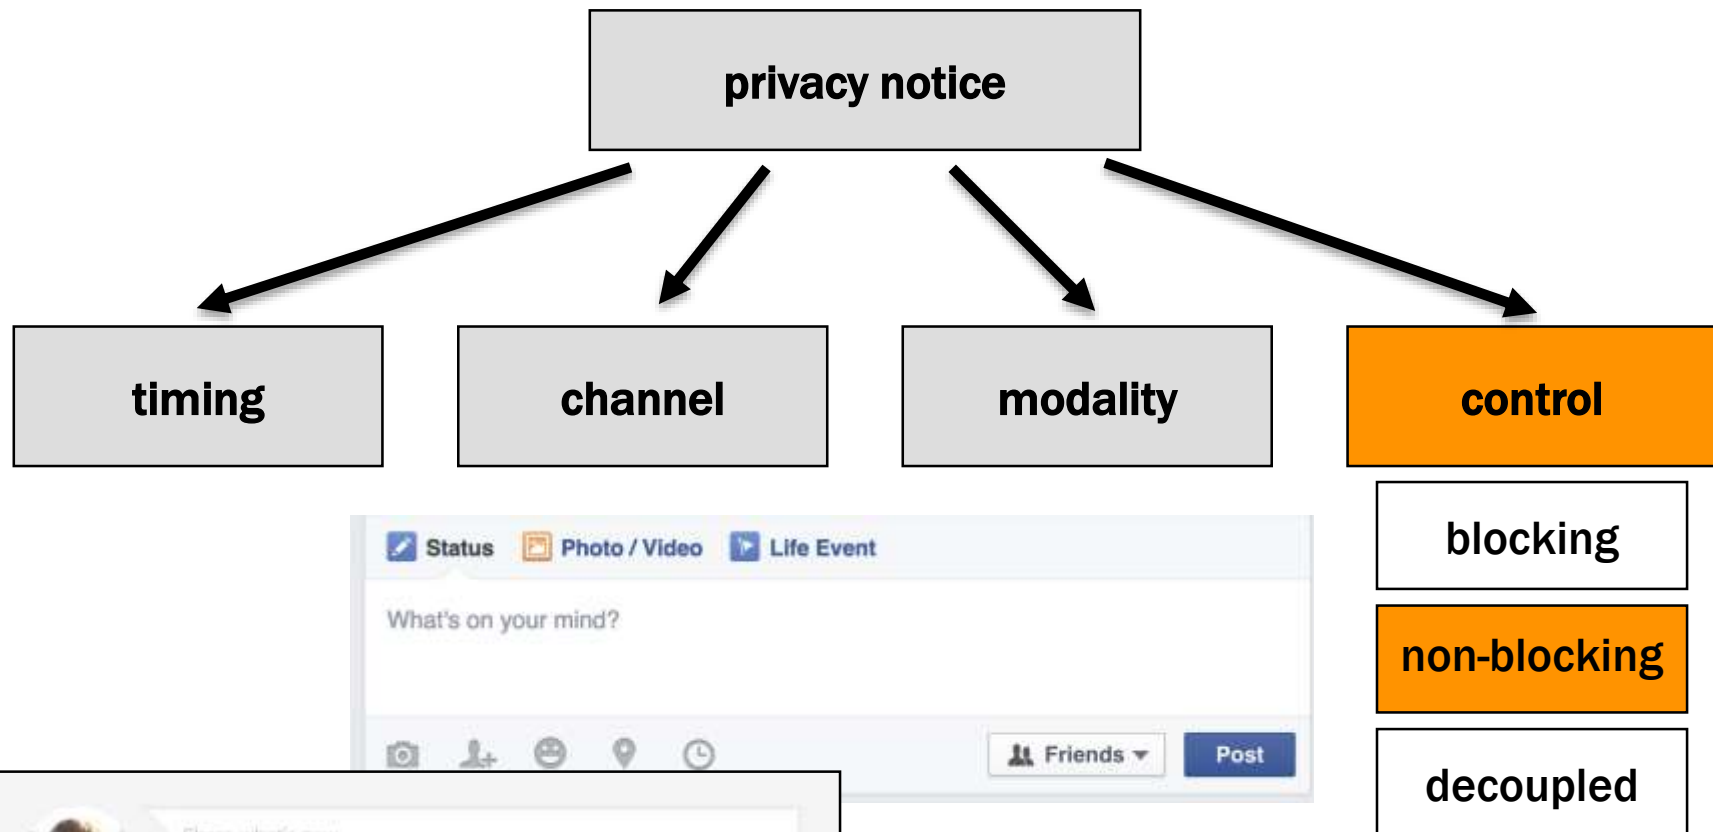 privacy notice
timing
channel
modality
control
blocking
non-blocking
decoupled
Status Photo / Video Life Event
What's on your mind?
Friends Post